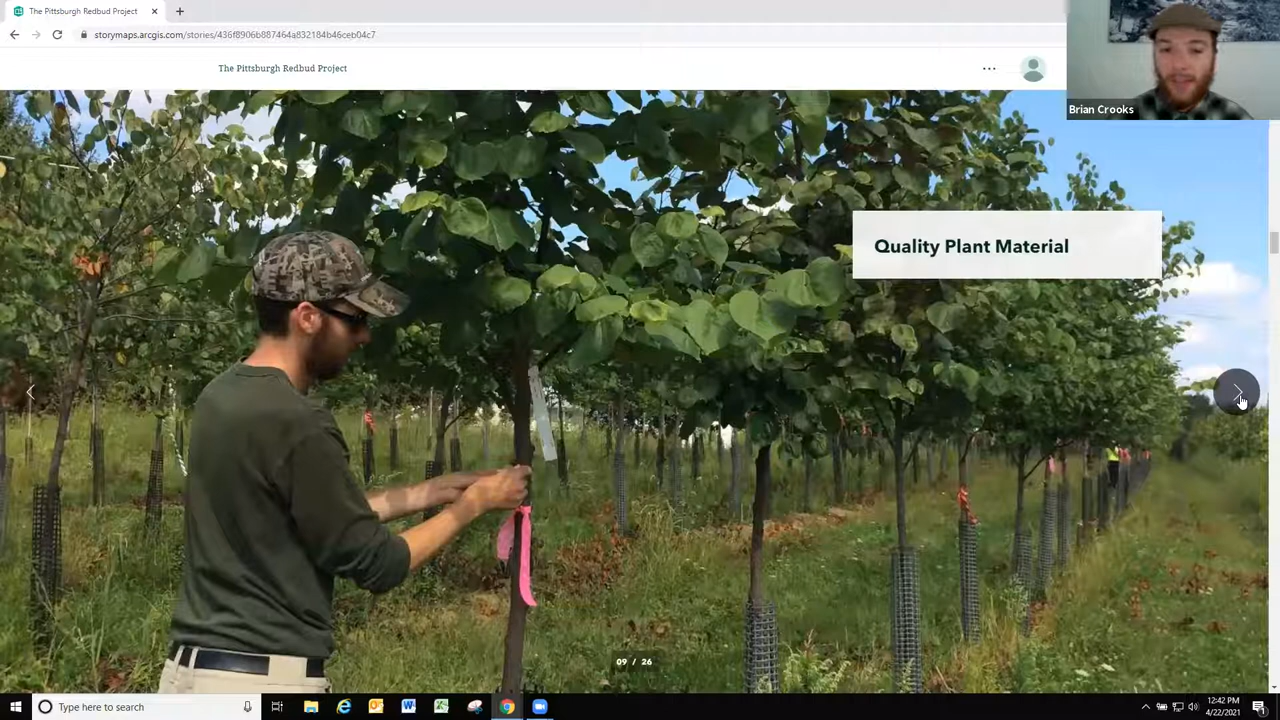 The Pittsburgh Redbud Project
storymaps.arcgis.com/stories/436f8906b887464a832184b46ceb04c7
The Pittsburgh Redbud Project
Brian Crooks
Quality Plant Material
09 / 26
Type here to search
12:42 PM
4/22/2021